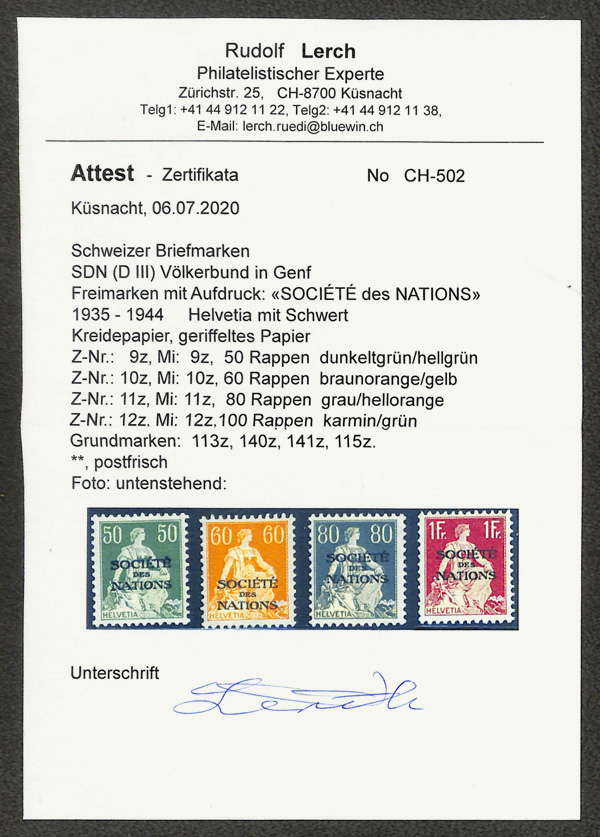 Rudolf Lerch
Philatelistischer Experte
Zürichstr. 25, CH-8700 Küsnacht
Telg1: +41 44 912 11 22, Telg2: +41 44 912 11 38,
E-Mail: lerch.ruedi@bluewin.ch
Attest - Zertifikata No CH-502
Küsnacht, 06.07.2020
Schweizer Briefmarken
SDN (D III) Völkerbund in Genf
Freimarken mit Aufdruck: «SOCIÉTÉ des NATIONS»
1935 - 1944 Helvetia mit Schwert
Kreidepapier, geriffeltes Papier
Z-Nr.: 9z, Mi: 9z, 50 Rappen dunkeltgrün/hellgrün
Z-Nr.: 10z, Mi: 10z, 60 Rappen braunorange/gelb
Z-Nr.: 11z, Mi: 11z, 80 Rappen grau/hellorange
Z-Nr.: 12z, Mi: 12z,100 Rappen karmin/grün
Grundmarken: 113z, 140z, 141z, 115z.
**, postfrisch
Foto: untenstehend:
50 50
SOCIÉTÉ
DES
NATIONS
HELVETIA
60 60
SOCIÉTÉ
DES
NATIONS
HELVETIA
80 80
SOCIÉTÉ
DES
NATIONS
HELVETIA
1Fr. 1Fr.
SOCIÉTÉ
DES
NATIONS
HELVETIA
Unterschrift